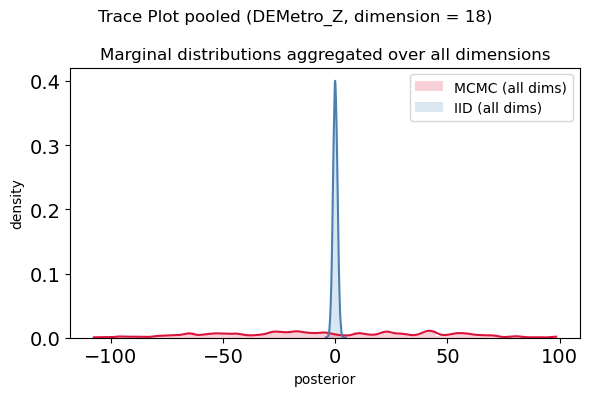 Trace Plot pooled (DEMetro_Z, dimension = 18)
Marginal distributions aggregated over all dimensions
MCMC (all dims)
IID (all dims)
density
0.4
0.3
0.2
0.1
0.0
−100
−50
0
50
100
posterior